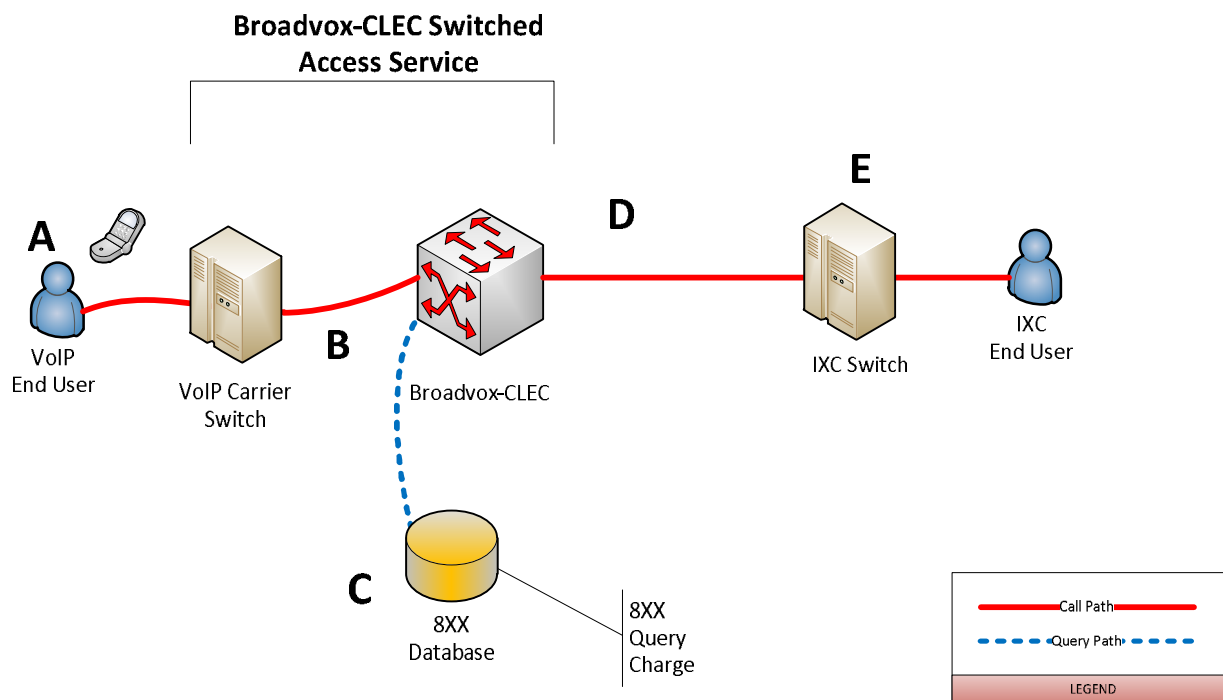 Broadvox-CLEC Switched
Access Service
A
B
C
D
E
VoIP
End User
VoIP Carrier
Switch
Broadvox-CLEC
IXC Switch
IXC
End User
8XX
Database
8XX
Query
Charge
Call Path
Query Path
LEGEND